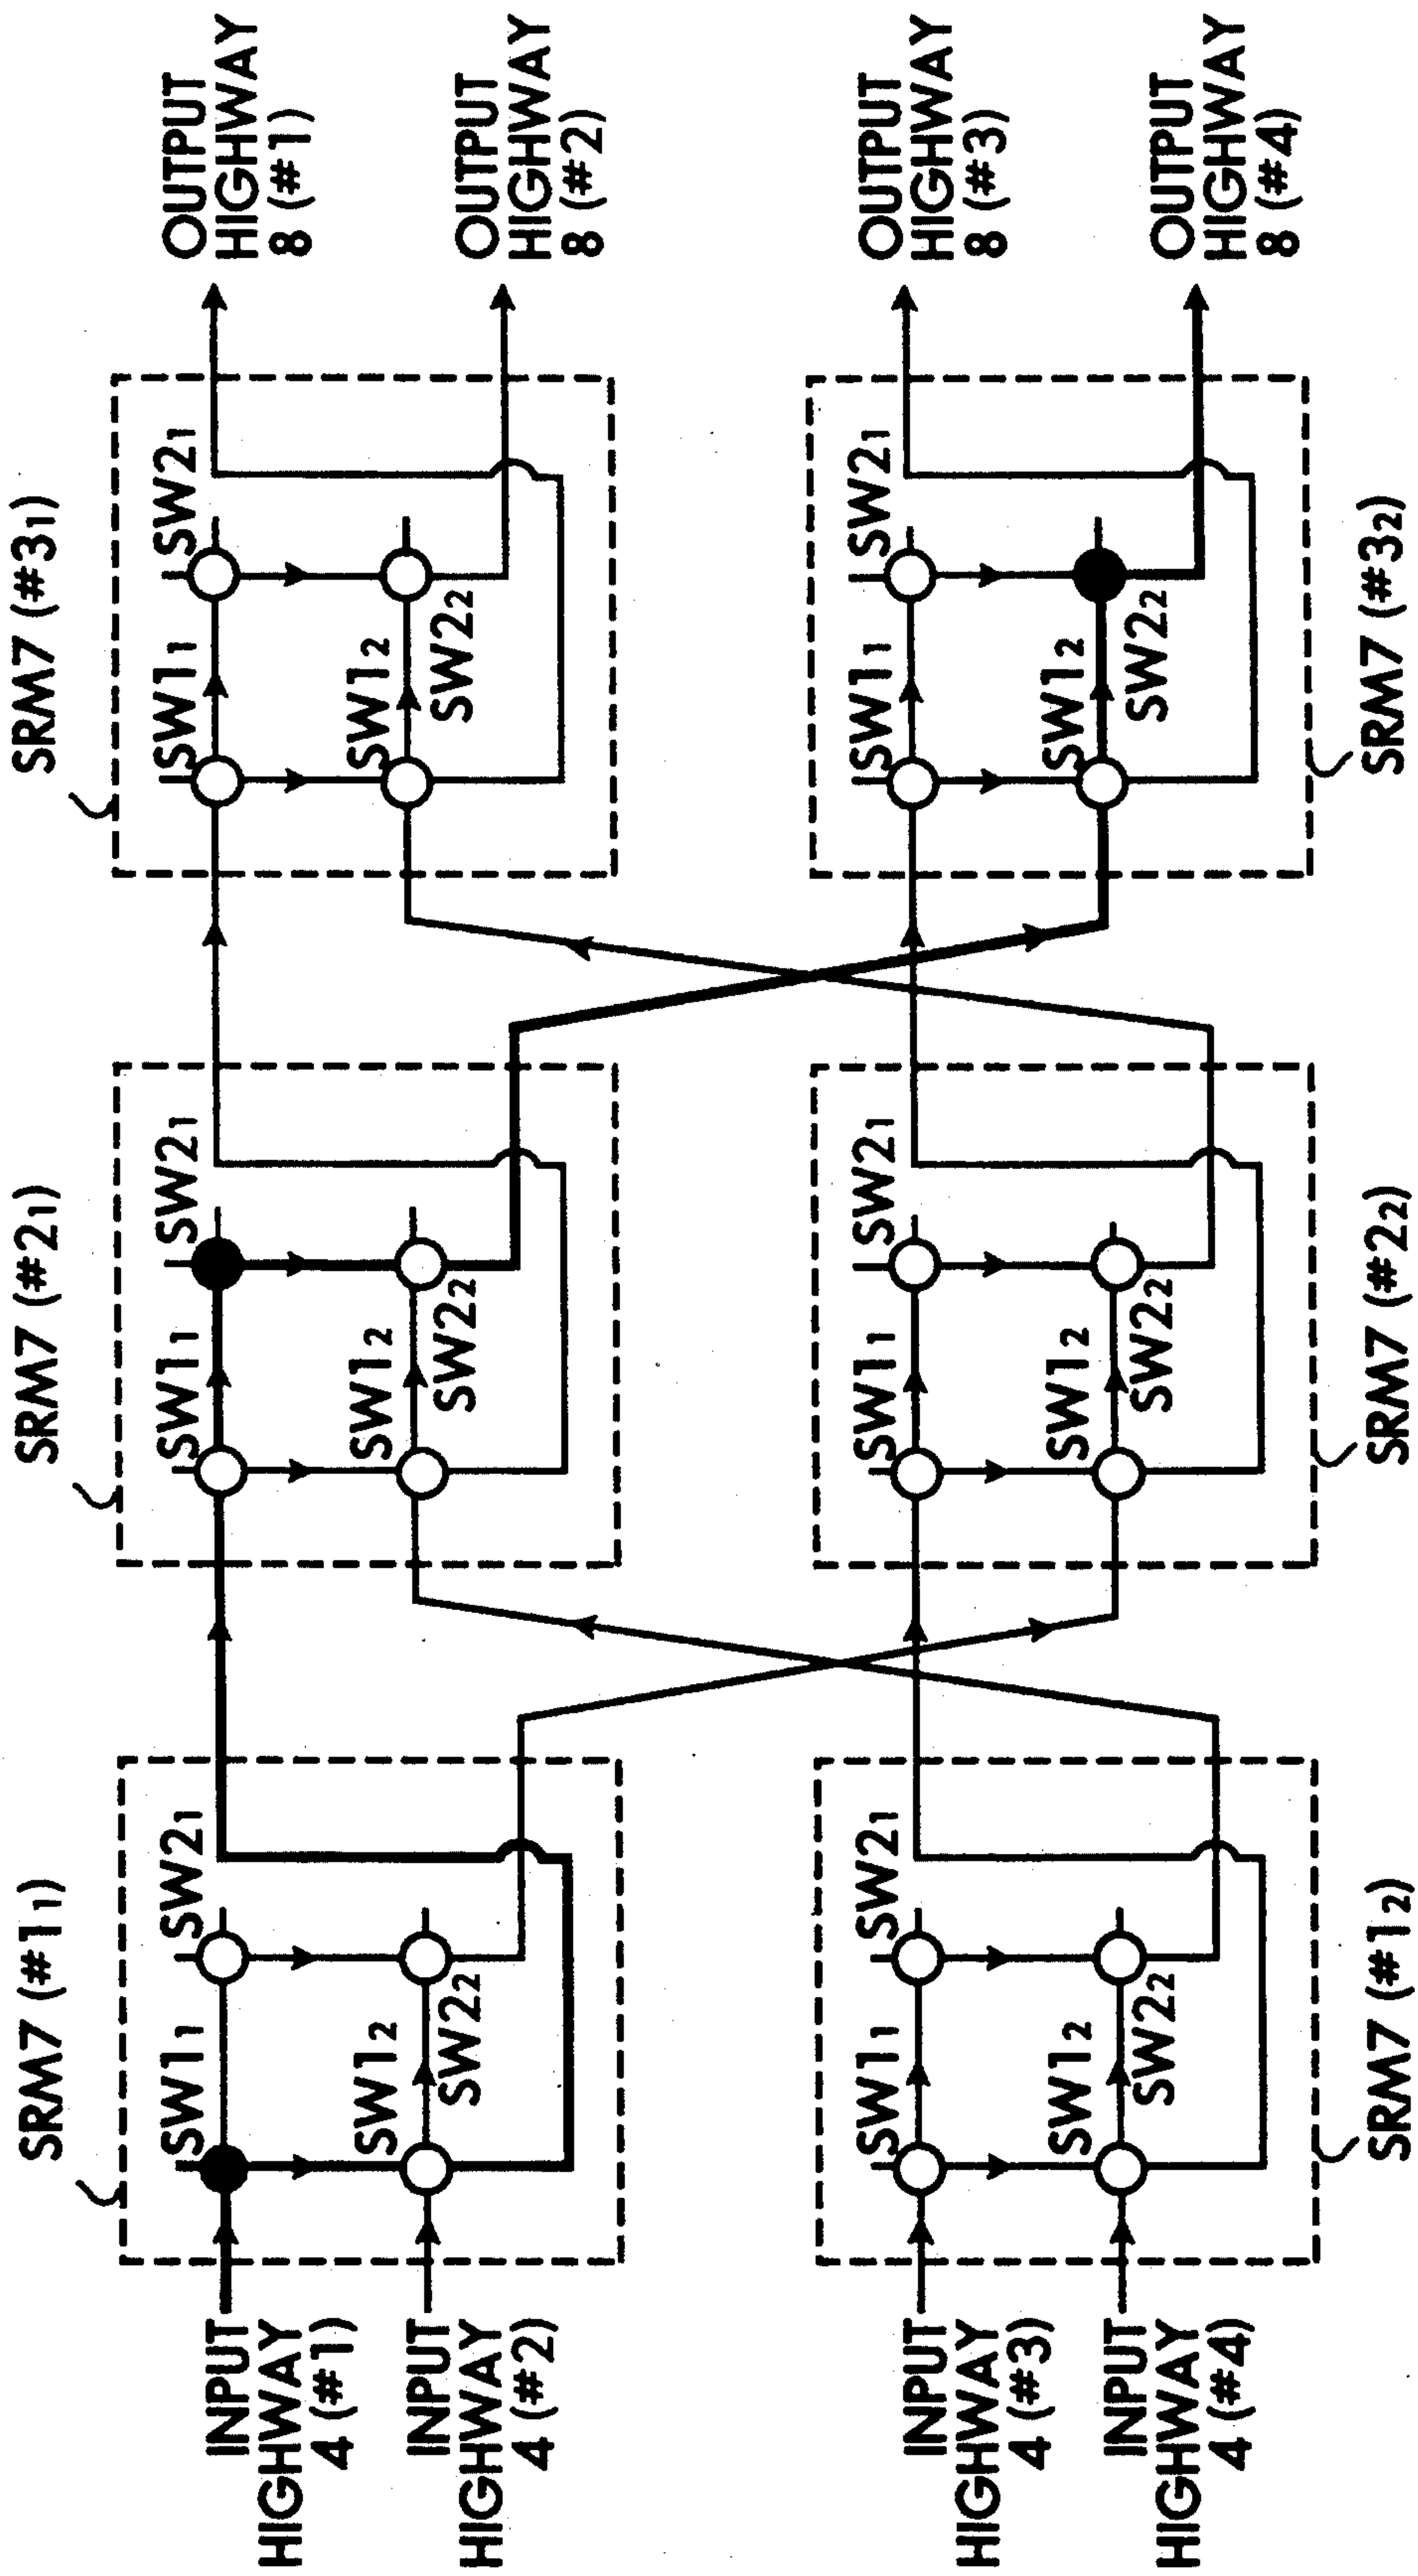 SRM7 (#1₁)
SRM7 (#2₁)
SRM7 (#3₁)
INPUT
HIGHWAY
4 (#1)
SW1₁
SW2₁
SW1₁
SW2₁
SW1₁
SW2₁
OUTPUT
HIGHWAY
8 (#1)
INPUT
HIGHWAY
4 (#2)
SW1₂
SW2₂
SW1₂
SW2₂
SW1₂
SW2₂
OUTPUT
HIGHWAY
8 (#2)
INPUT
HIGHWAY
4 (#3)
SW1₁
SW2₁
SW1₁
SW2₁
SW1₁
SW2₁
OUTPUT
HIGHWAY
8 (#3)
INPUT
HIGHWAY
4 (#4)
SW1₂
SW2₂
SW1₂
SW2₂
SW1₂
SW2₂
OUTPUT
HIGHWAY
8 (#4)
SRM7 (#1₂)
SRM7 (#2₂)
SRM7 (#3₂)